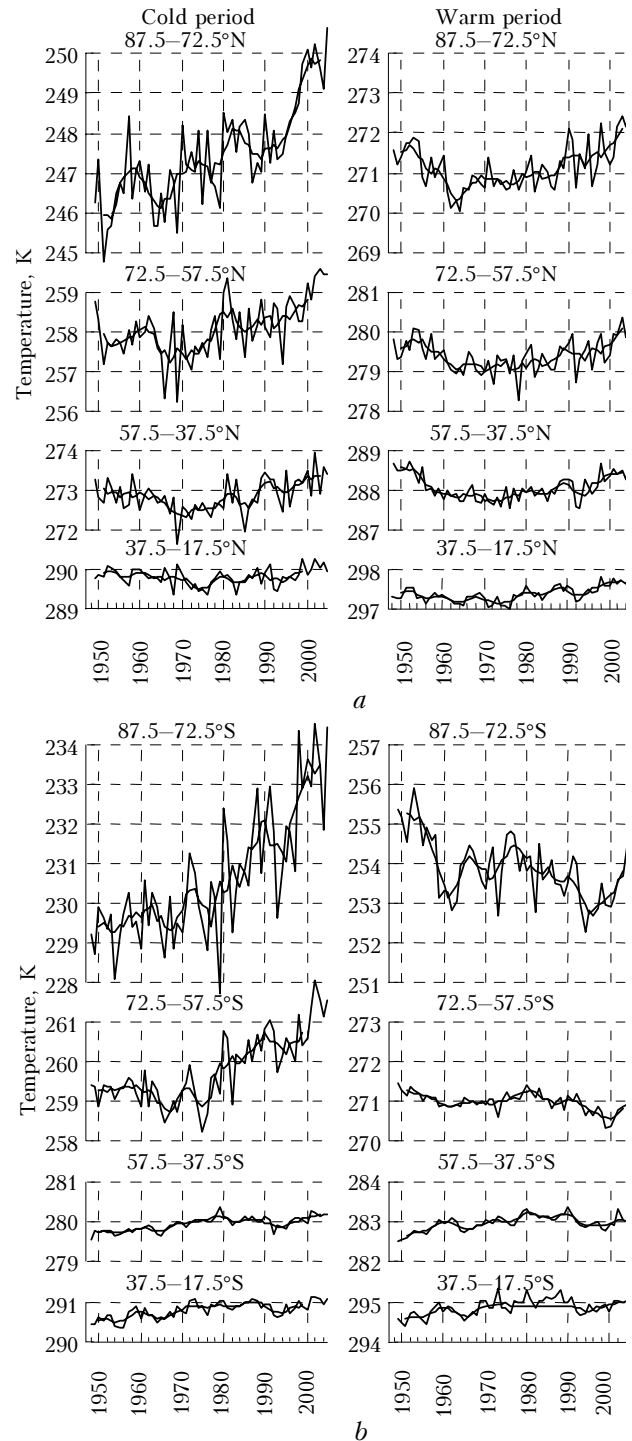 Cold period Warm period
87.5–72.5°N 87.5–72.5°N
250 274
249 273
248 272
247 271
246 270
245 269
72.5–57.5°N 72.5–57.5°N
259 281
258 280
257 279
256 278
57.5–37.5°N 57.5–37.5°N
274 289
273 288
272 287
37.5–17.5°N 37.5–17.5°N
290 298
289 297
Temperature, K
1950 1960 1970 1980 1990 2000 1950 1960 1970 1980 1990 2000
a
87.5–72.5°S 87.5–72.5°S
234 257
233 256
232 255
231 254
230 253
229 252
228 251
72.5–57.5°S 72.5–57.5°S
261 273
260 272
259 271
258 270
57.5–37.5°S 57.5–37.5°S
281 284
280 283
279 282
37.5–17.5°S 37.5–17.5°S
291 295
290 294
Temperature, K
1950 1960 1970 1980 1990 2000 1950 1960 1970 1980 1990 2000
b